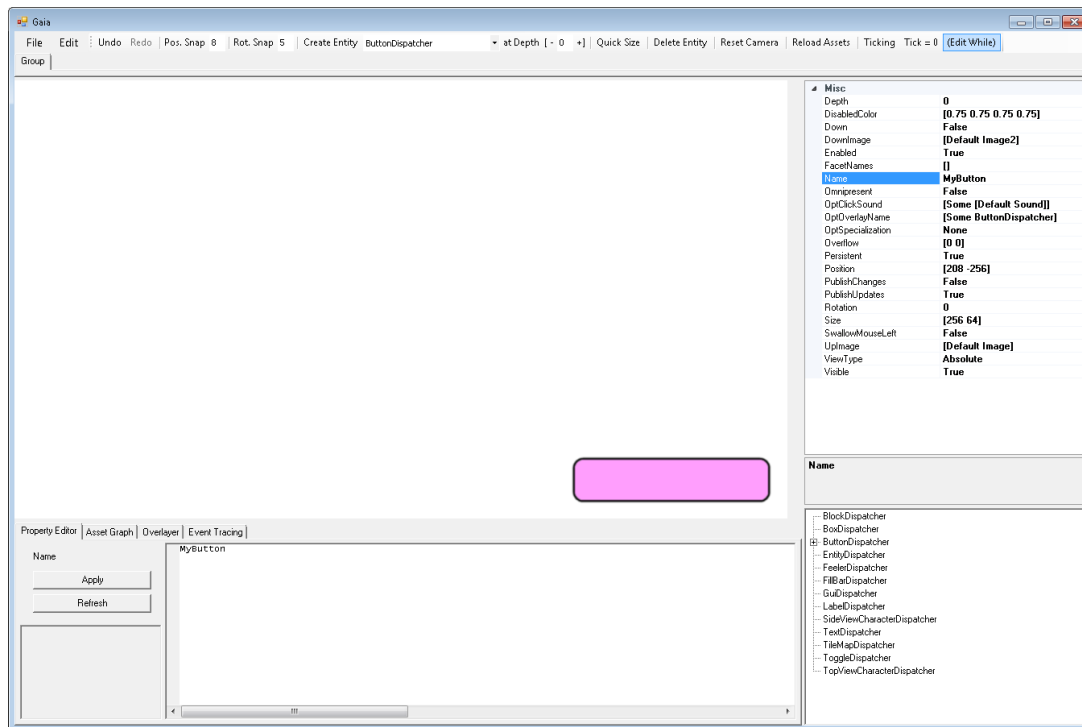 Gaia
File Edit Undo Redo Pos. Snap 8 Rot. Snap 5 Create Entity ButtonDispatcher at Depth [ - 0 +] Quick Size Delete Entity Reset Camera Reload Assets Ticking Tick = 0 (Edit While)
Group
Misc
Depth 0
DisabledColor [0.75 0.75 0.75 0.75]
Down False
DownImage [Default Image2]
Enabled True
FacetNames []
Name MyButton
Omnipresent False
OptClickSound [Some [Default Sound]]
OptOverlayName [Some ButtonDispatcher]
OptSpecialization None
Overflow [0 0]
Persistent True
Position [208 -256]
PublishChanges False
PublishUpdates True
Rotation 0
Size [256 64]
SwallowMouseLeft False
UpImage [Default Image]
ViewType Absolute
Visible True
Name
Property Editor Asset Graph Overlayer Event Tracing
Name
Apply
Refresh
MyButton
BlockDispatcher
BoxDispatcher
ButtonDispatcher
EntityDispatcher
FeelerDispatcher
FillBarDispatcher
GuiDispatcher
LabelDispatcher
SideViewCharacterDispatcher
TextDispatcher
TileMapDispatcher
ToggleDispatcher
TopViewCharacterDispatcher